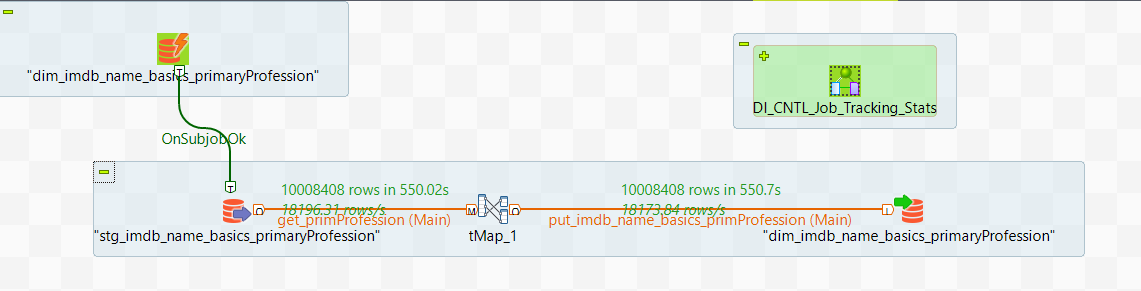 "dim_imdb_name_basics_primaryProfession"
DI_CNTL_Job_Tracking_Stats
OnSubjobOk
10008408 rows in 550.02s
18196.31 rows/s
get_primProfession (Main)
10008408 rows in 550.7s
18173.84 rows/s
put_imdb_name_basics_primProfession (Main)
"stg_imdb_name_basics_primaryProfession"
tMap_1
"dim_imdb_name_basics_primaryProfession"